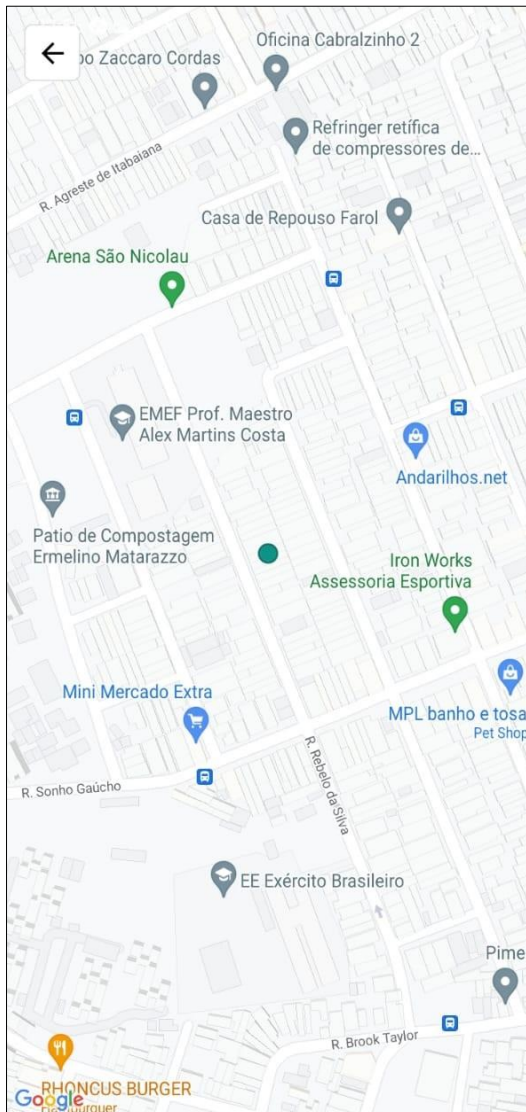 Oficina Cabralzinho 2
Zaccaro Cordas
Refringer retífica
de compressores de...
R. Agreste de Itabaiana
Casa de Repouso Farol
Arena São Nicolau
EMEF Prof. Maestro
Alex Martins Costa
Andarilhos.net
Patio de Compostagem
Ermelino Matarazzo
Iron Works
Assessoria Esportiva
Mini Mercado Extra
MPL banho e tosa
Pet Shop
R. Sonho Gaúcho
R. Rebelo da Silva
EE Exército Brasileiro
Pime
R. Brook Taylor
RHONCUS BURGER
Google